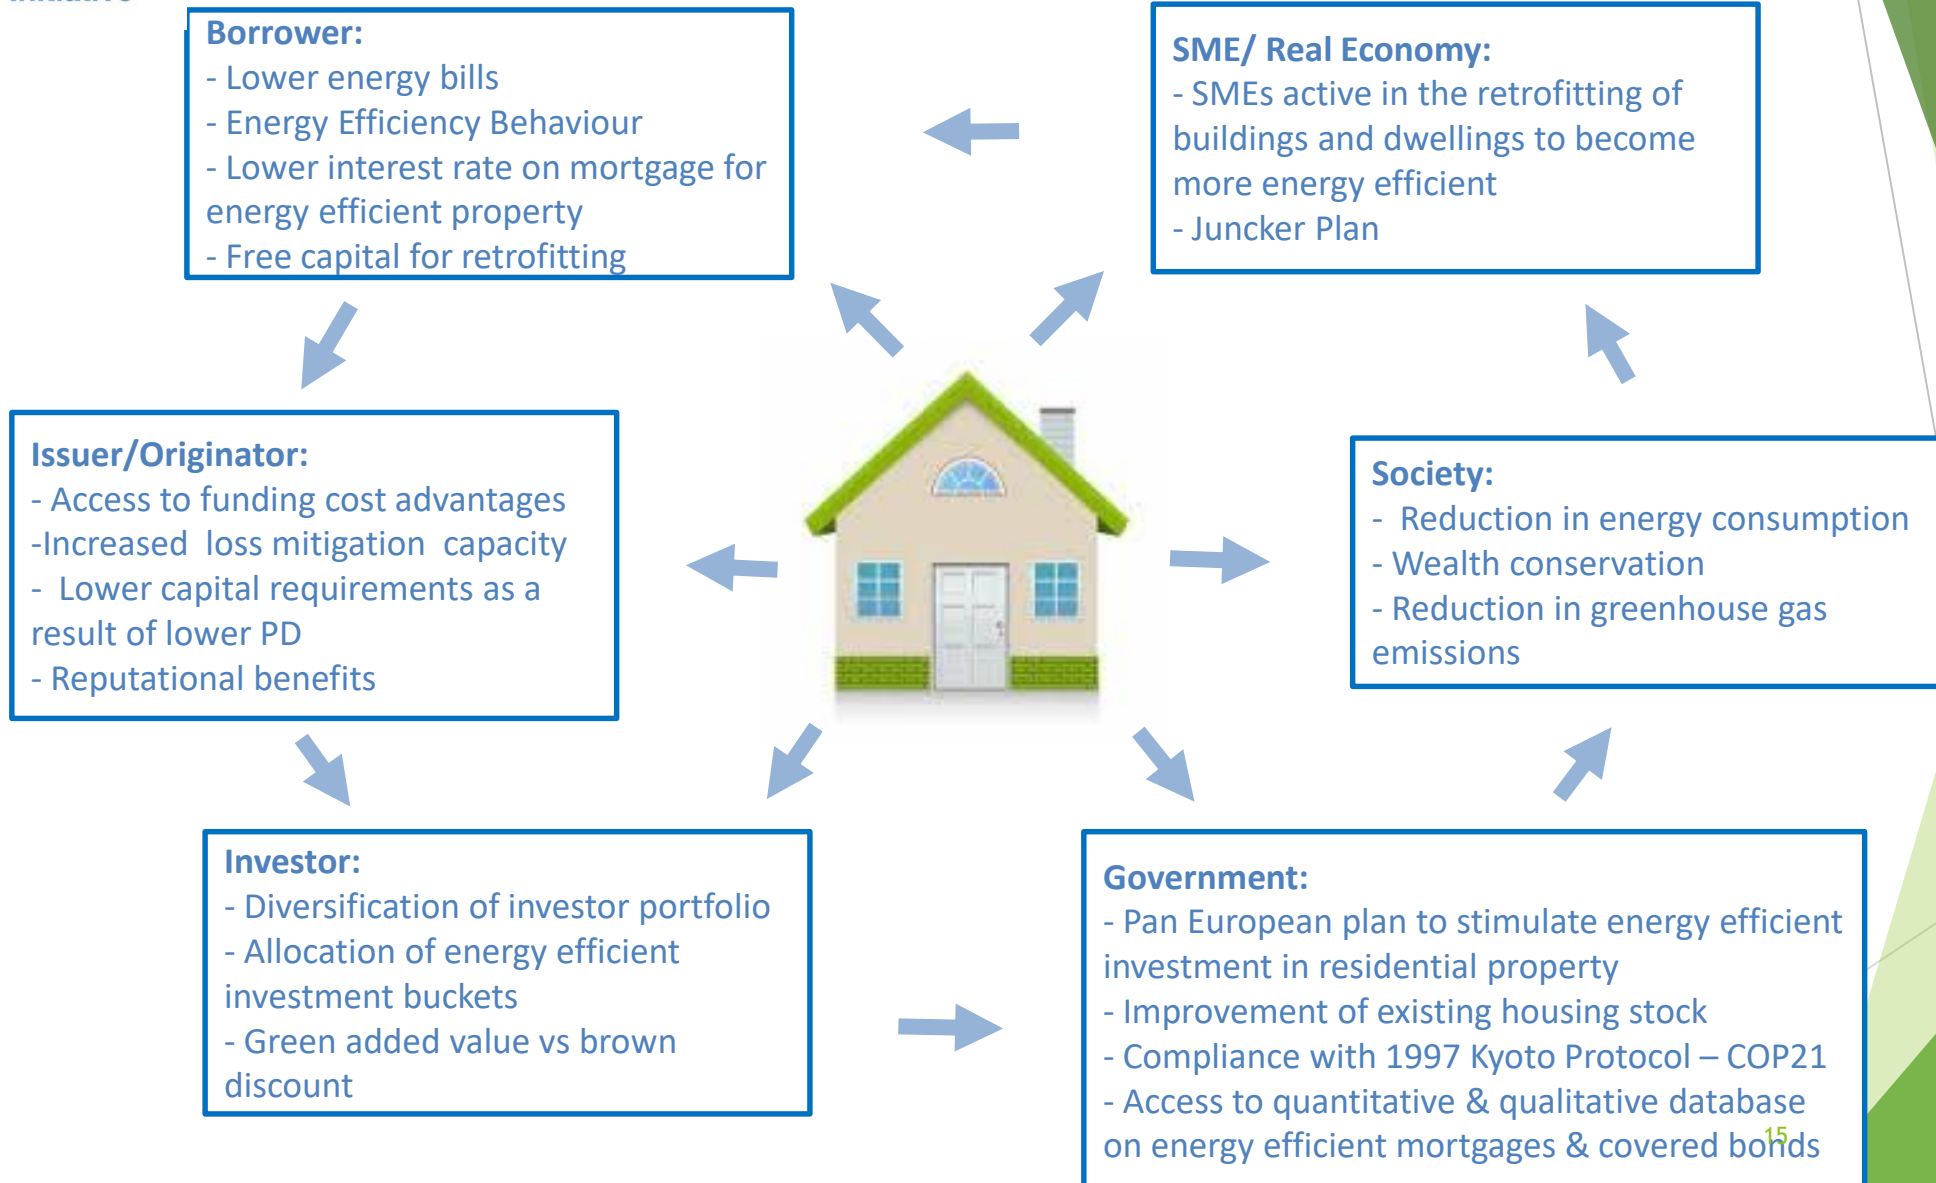 Borrower:
- Lower energy bills
- Energy Efficiency Behaviour
- Lower interest rate on mortgage for
energy efficient property
- Free capital for retrofitting
SME/ Real Economy:
- SMEs active in the retrofitting of
buildings and dwellings to become
more energy efficient
- Juncker Plan
Issuer/Originator:
- Access to funding cost advantages
-Increased loss mitigation capacity
- Lower capital requirements as a
result of lower PD
- Reputational benefits
Society:
- Reduction in energy consumption
- Wealth conservation
- Reduction in greenhouse gas
emissions
Investor:
- Diversification of investor portfolio
- Allocation of energy efficient
investment buckets
- Green added value vs brown
discount
Government:
- Pan European plan to stimulate energy efficient
investment in residential property
- Improvement of existing housing stock
- Compliance with 1997 Kyoto Protocol – COP21
- Access to quantitative & qualitative database
on energy efficient mortgages & covered bonds
15